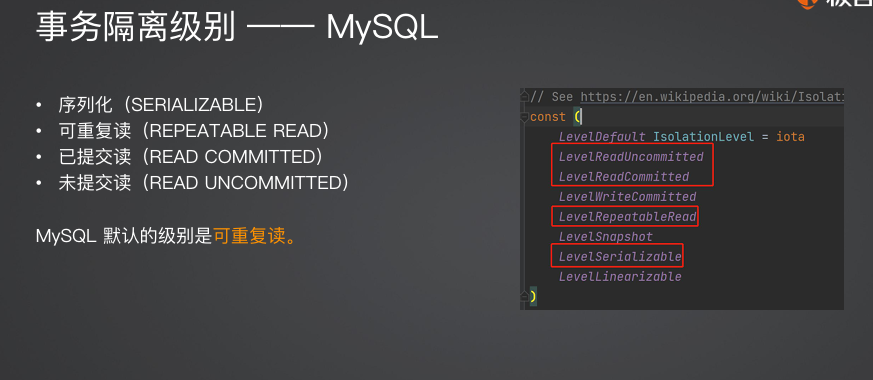 事务隔离级别 —— MySQL
• 序列化（SERIALIZABLE）
• 可重复读（REPEATABLE READ）
• 已提交读（READ COMMITTED）
• 未提交读（READ UNCOMMITTED）
MySQL 默认的级别是可重复读。
// See https://en.wikipedia.org/wiki/Isolati
const (
LevelDefault IsolationLevel = iota
LevelReadUncommitted
LevelReadCommitted
LevelWriteCommitted
LevelRepeatableRead
LevelSnapshot
LevelSerializable
LevelLinearizable
)